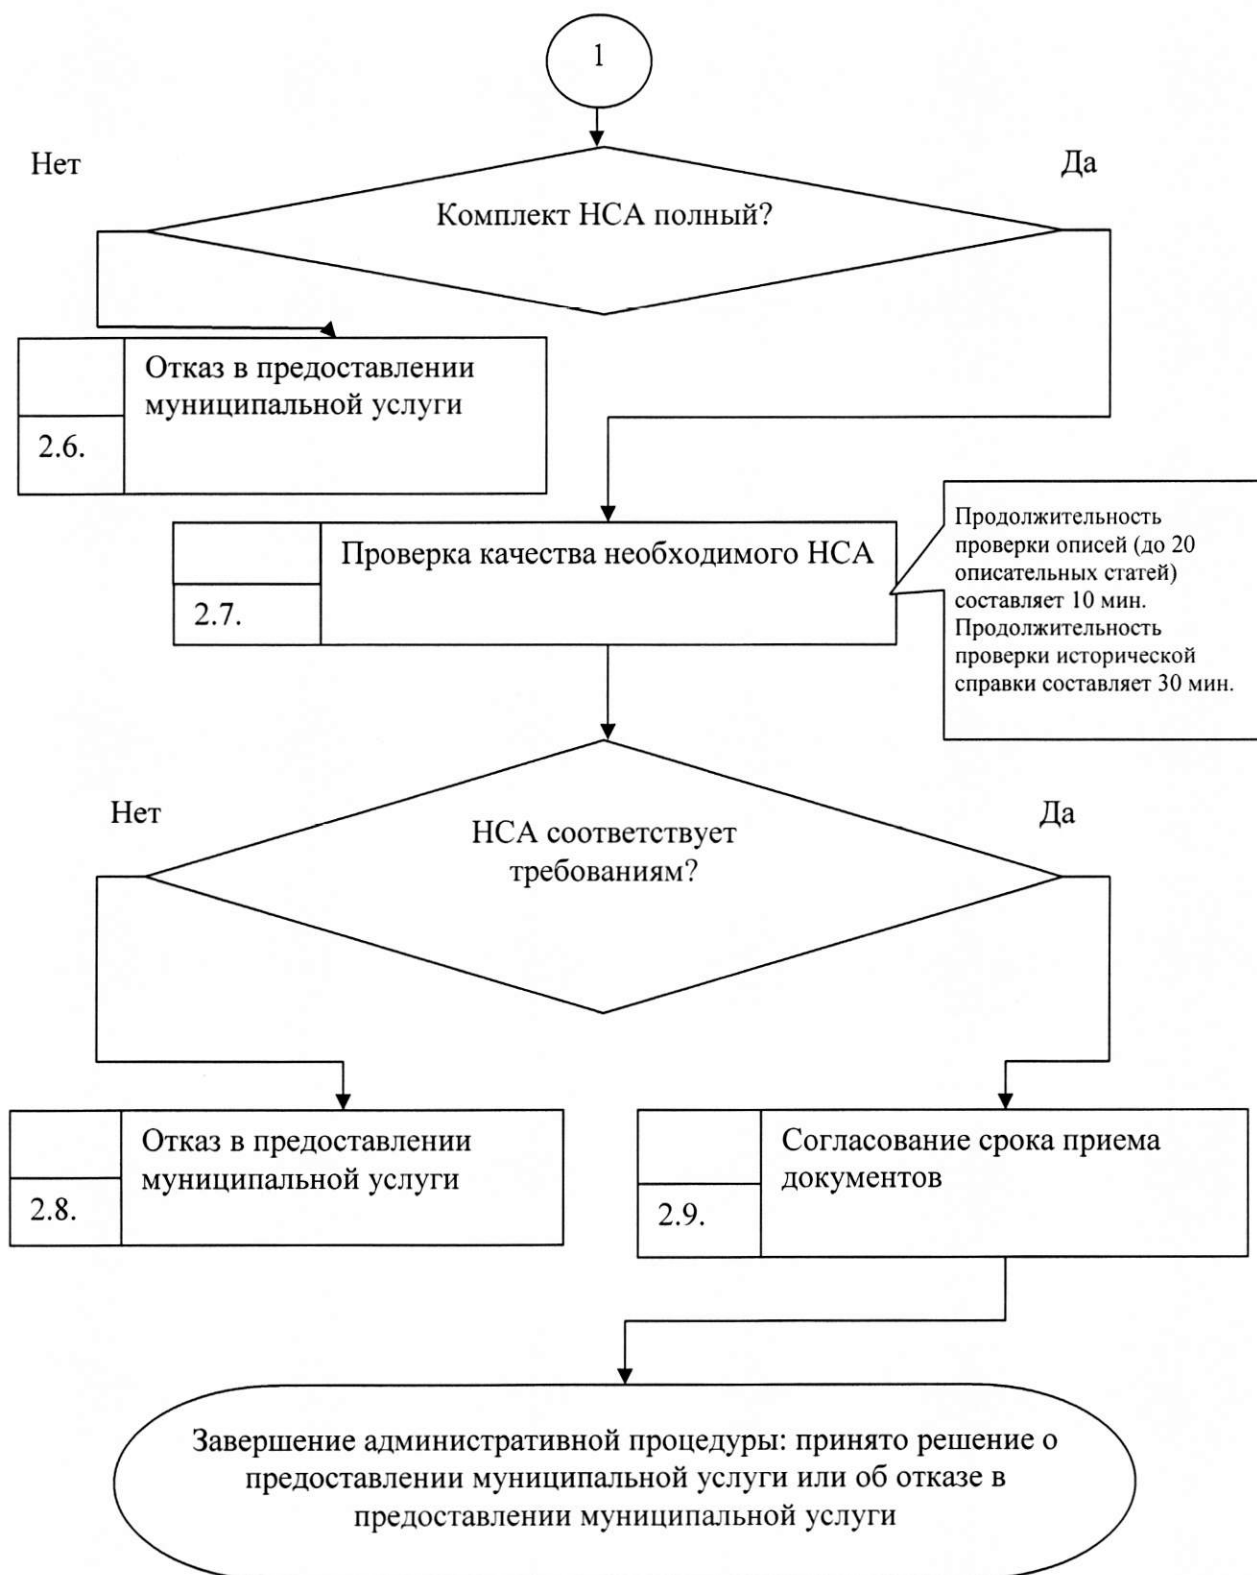 1
Нет
Да
Комплект НСА полный?
Отказ в предоставлении
муниципальной услуги
2.6.
Проверка качества необходимого НСА
2.7.
Продолжительность
проверки описей (до 20
описательных статей)
составляет 10 мин.
Продолжительность
проверки исторической
справки составляет 30 мин.
Нет
Да
НСА соответствует
требованиям?
Отказ в предоставлении
муниципальной услуги
2.8.
Согласование срока приема
документов
2.9.
Завершение административной процедуры: принято решение о
предоставлении муниципальной услуги или об отказе в
предоставлении муниципальной услуги